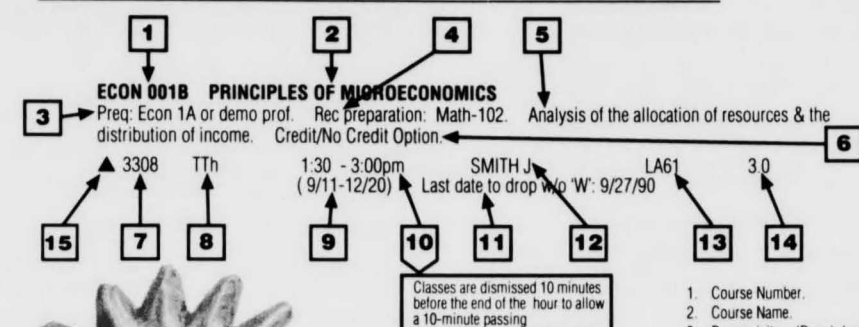 1 2 4 5
ECON 001B PRINCIPLES OF MICROECONOMICS
3 Preq: Econ 1A or demo prof. Rec preparation: Math-102. Analysis of the allocation of resources & the
distribution of income. Credit/No Credit Option. 6
▲ 3308 TTh 1:30 - 3:00pm SMITH J LA61 3.0
( 9/11-12/20) Last date to drop w/o 'W': 9/27/90
15 7 8 9 10 11 12 13 14
Classes are dismissed 10 minutes
before the end of the hour to allow
a 10-minute passing
1. Course Number.
2. Course Name.